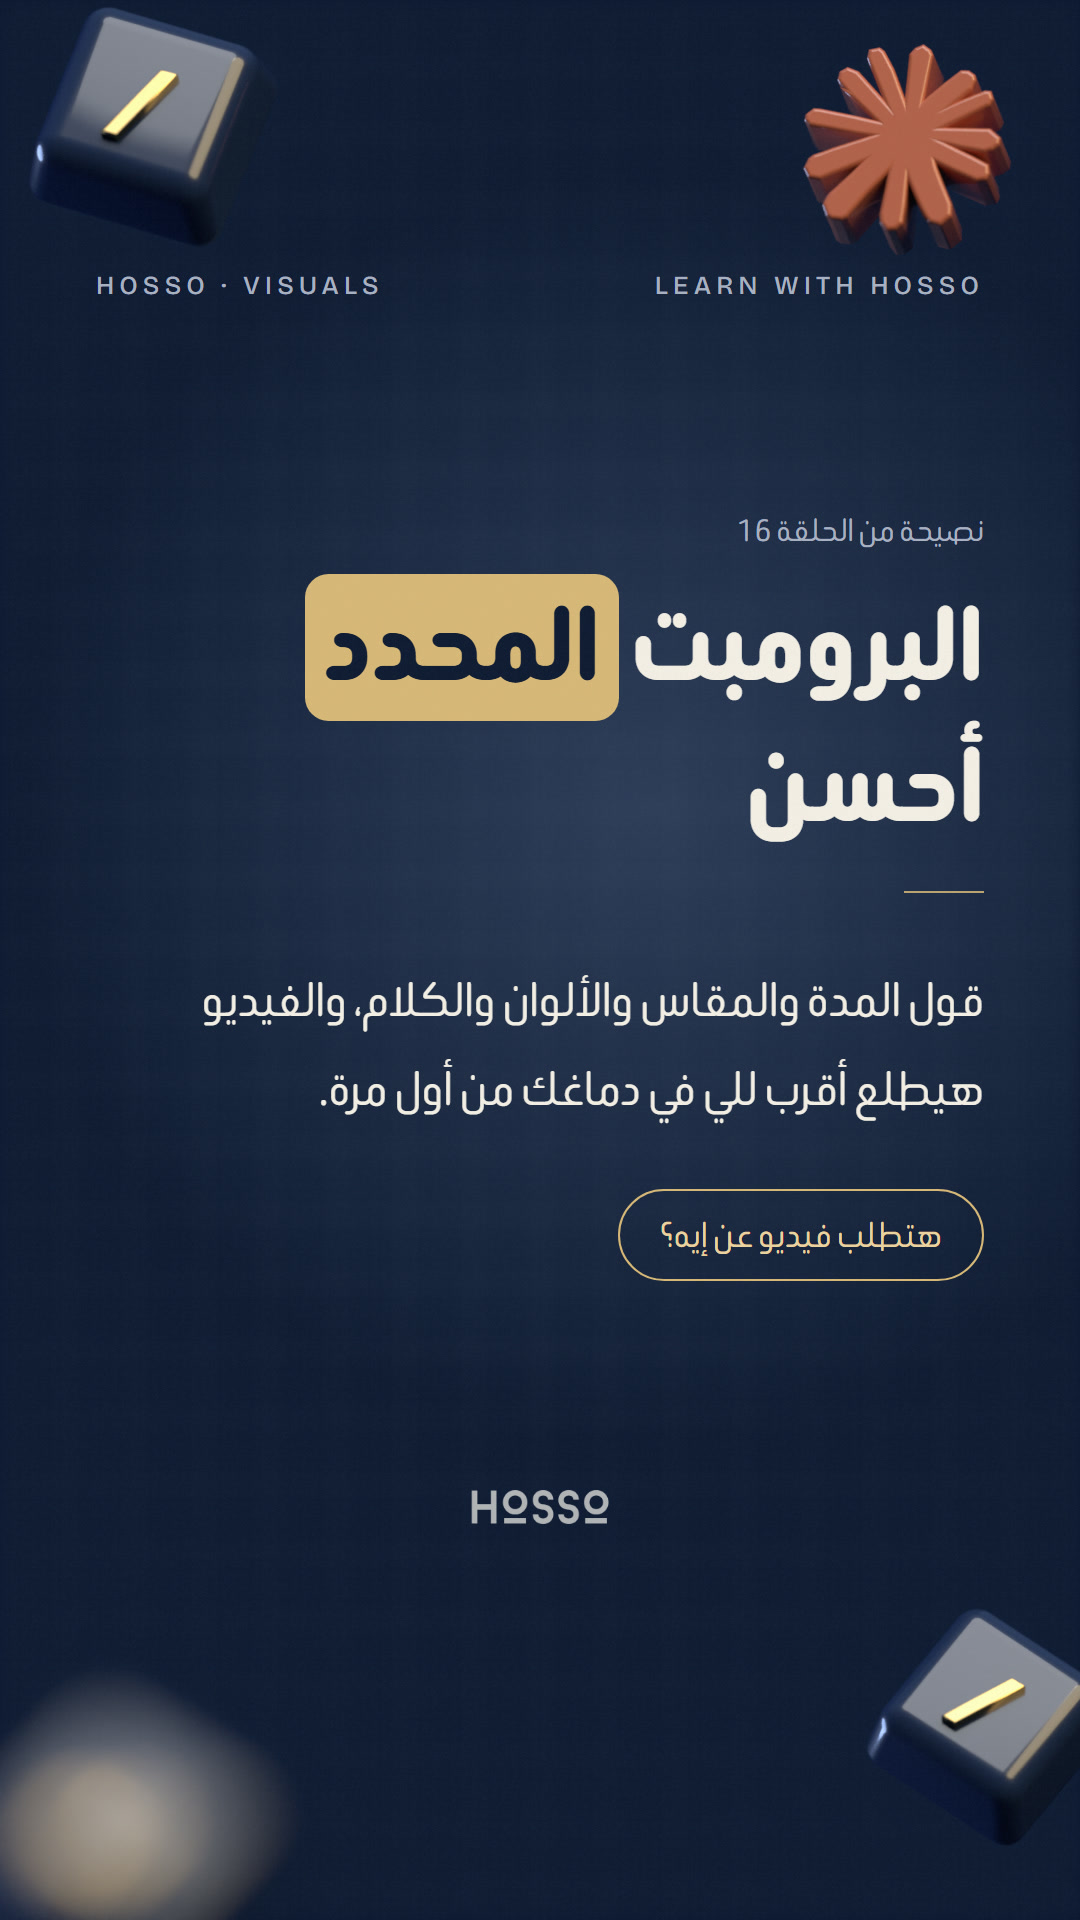 /
HOSSO · VISUALS
LEARN WITH HOSSO
نصيحة من الحلقة 16
البرومبت المحدد
أحسن
قول المدة والمقاس والألوان والكلام، والفيديو
هيطلع أقرب للي في دماغك من أول مرة.
هتطلب فيديو عن إيه؟
HOSSO
/